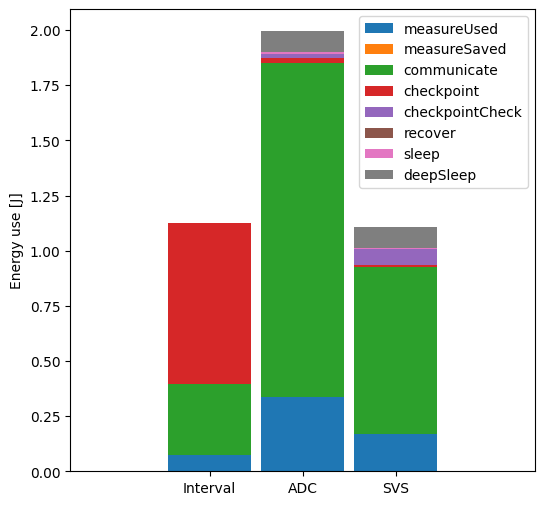 Energy use [J]
2.00
1.75
1.50
1.25
1.00
0.75
0.50
0.25
0.00
Interval
ADC
SVS
measureUsed
measureSaved
communicate
checkpoint
checkpointCheck
recover
sleep
deepSleep